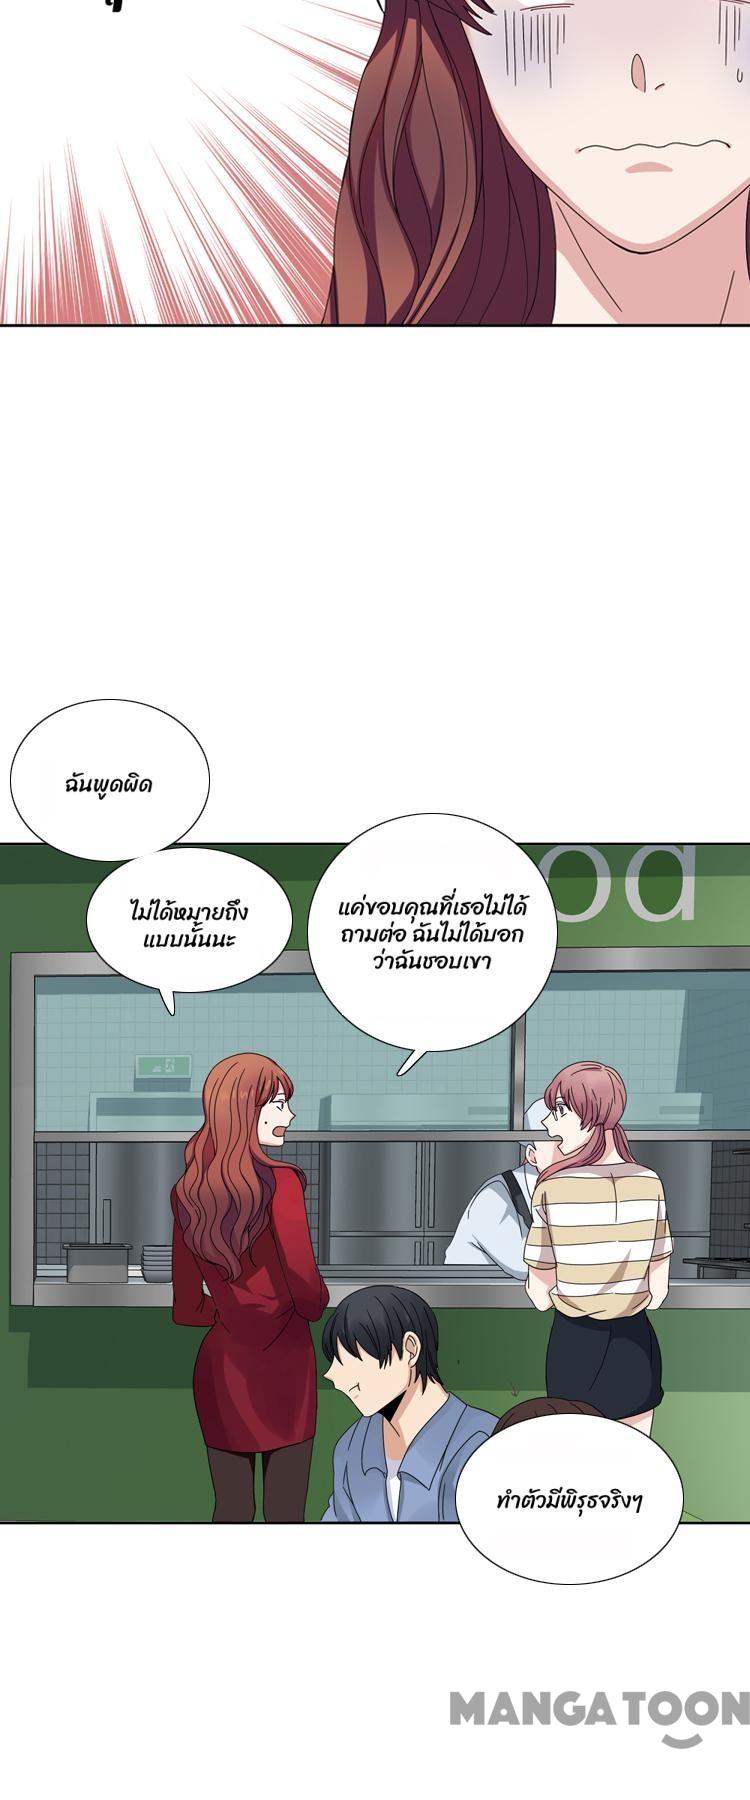 ฉันพูดผิด
ไม่ได้หมายถึง
แบบนั้นนะ
แค่ขอบคุณที่เธอไม่ได้
ถามต่อ ฉันไม่ได้บอก
ว่าฉันชอบเขา
ood
ทำตัวมีพิรุธจริงๆ
MANGATOON